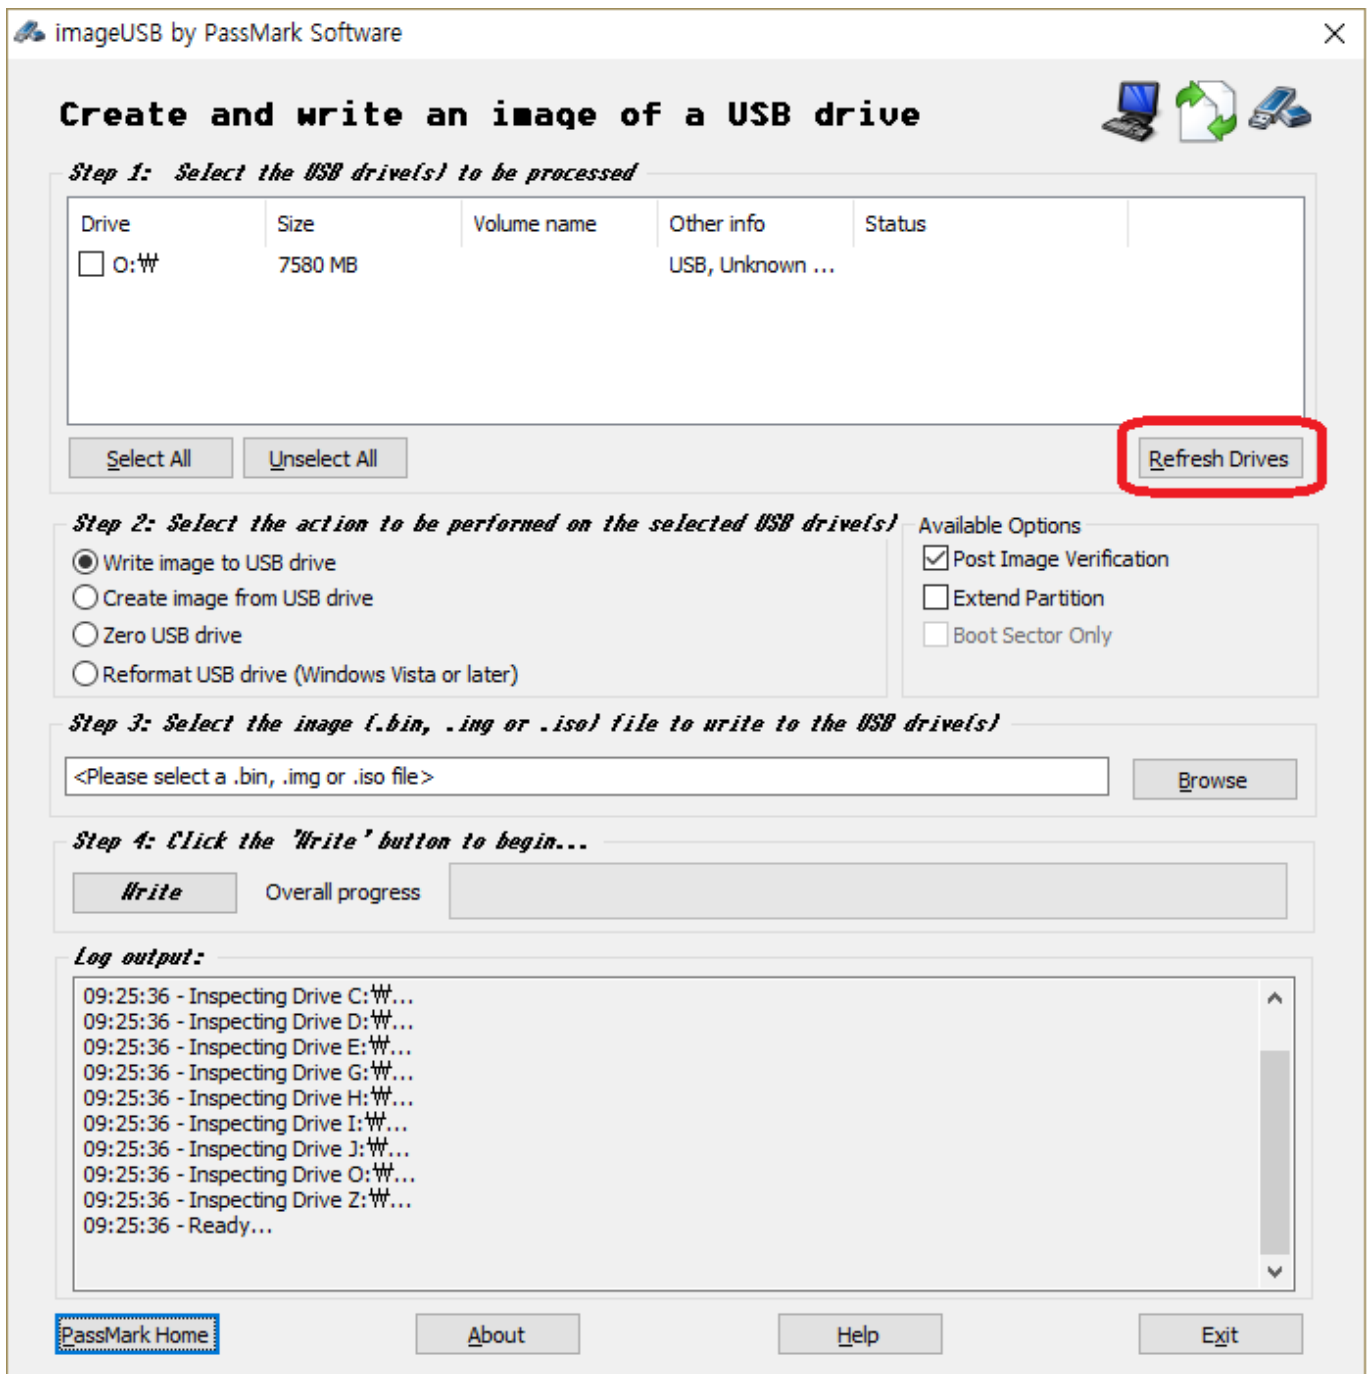 imageUSB by PassMark Software
Create and write an image of a USB drive
Step 1: Select the USB drive(s) to be processed
Drive Size Volume name Other info Status
O:₩ 7580 MB USB, Unknown ...
Select All Unselect All Refresh Drives
Step 2: Select the action to be performed on the selected USB drive(s) Available Options
Write image to USB drive Post Image Verification
Create image from USB drive Extend Partition
Zero USB drive Boot Sector Only
Reformat USB drive (Windows Vista or later)
Step 3: Select the image (.bin, .img or .iso) file to write to the USB drive(s)
<Please select a .bin, .img or .iso file> Browse
Step 4: Click the 'Write' button to begin...
Write Overall progress
Log output:
09:25:36 - Inspecting Drive C:₩...
09:25:36 - Inspecting Drive D:₩...
09:25:36 - Inspecting Drive E:₩...
09:25:36 - Inspecting Drive G:₩...
09:25:36 - Inspecting Drive H:₩...
09:25:36 - Inspecting Drive I:₩...
09:25:36 - Inspecting Drive J:₩...
09:25:36 - Inspecting Drive O:₩...
09:25:36 - Inspecting Drive Z:₩...
09:25:36 - Ready...
PassMark Home About Help Exit